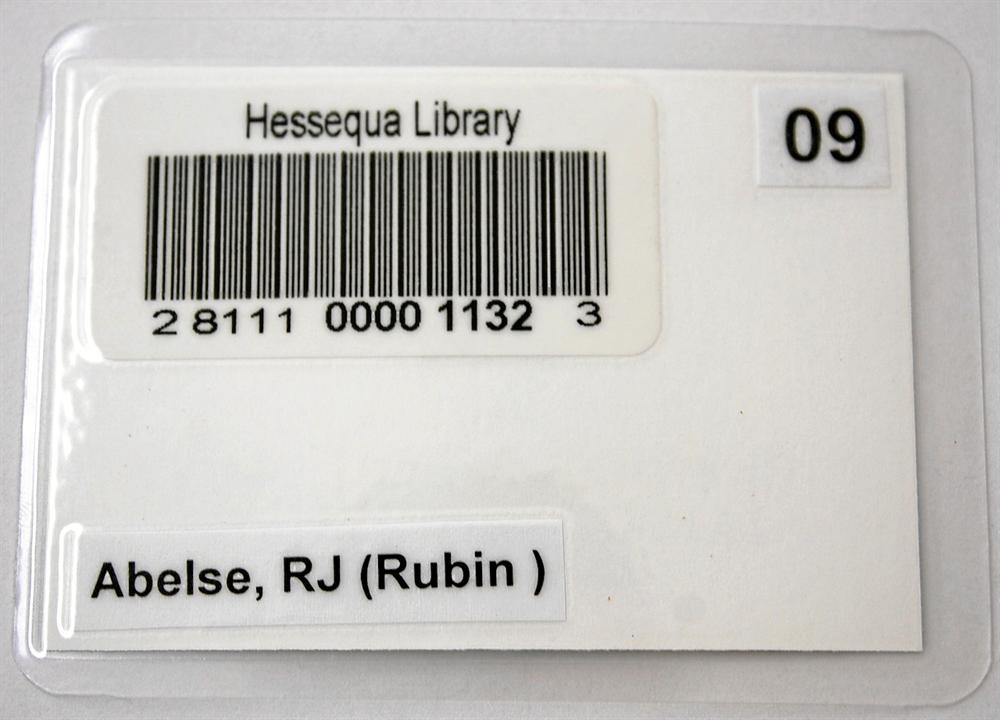 Hessequa Library
09
2 8111 0000 1132 3
Abelse, RJ (Rubin )